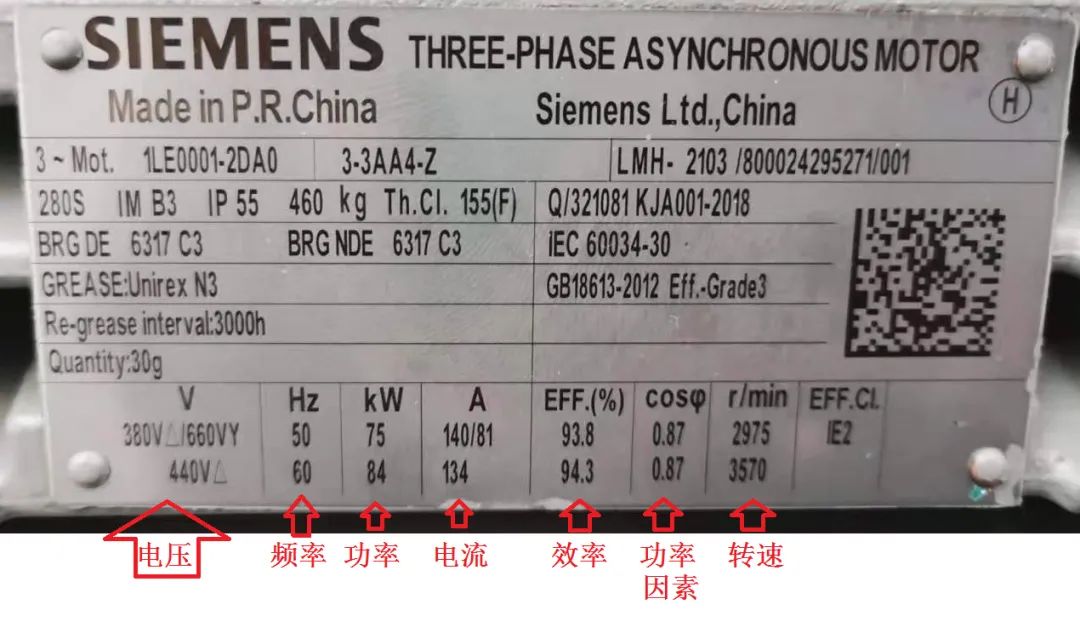 SIEMENS THREE-PHASE ASYNCHRONOUS MOTOR
Made in P.R.China Siemens Ltd.,China H
3~Mot. 1LE0001-2DA0 3-3AA4-Z LMH- 2103 /800024295271/001
280S IM B3 IP 55 460 kg Th.Cl. 155(F) Q/321081 KJA001-2018
BRG DE 6317 C3 BRG NDE 6317 C3 iEC 60034-30
GREASE:Unirex N3 GB18613-2012 Eff.-Grade3
Re-grease interval:3000h
Quantity:30g
V Hz kW A EFF.(%) cosφ r/min EFF.CL
380V△/660VY 50 75 140/81 93.8 0.87 2975 IE2
440V△ 60 84 134 94.3 0.87 3570
电压 频率 功率 电流 效率 功率 转速
因素